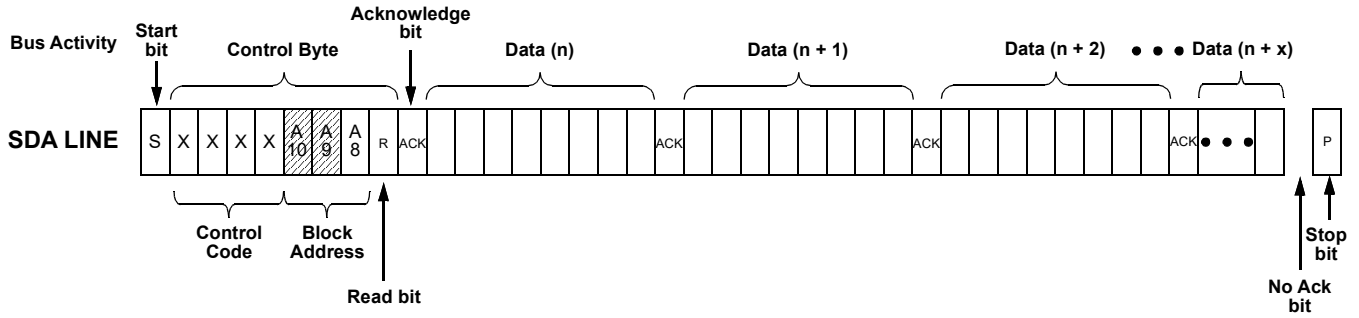 Bus Activity
Start
bit
Control Byte
Acknowledge
bit
Data (n)
Data (n + 1)
Data (n + 2) • • • Data (n + x)
SDA LINE
S X X X X A
10 A
9 A
8 R ACK ACK ACK ACK • • • P
Control
Code
Block
Address
Read bit
No Ack
bit
Stop
bit